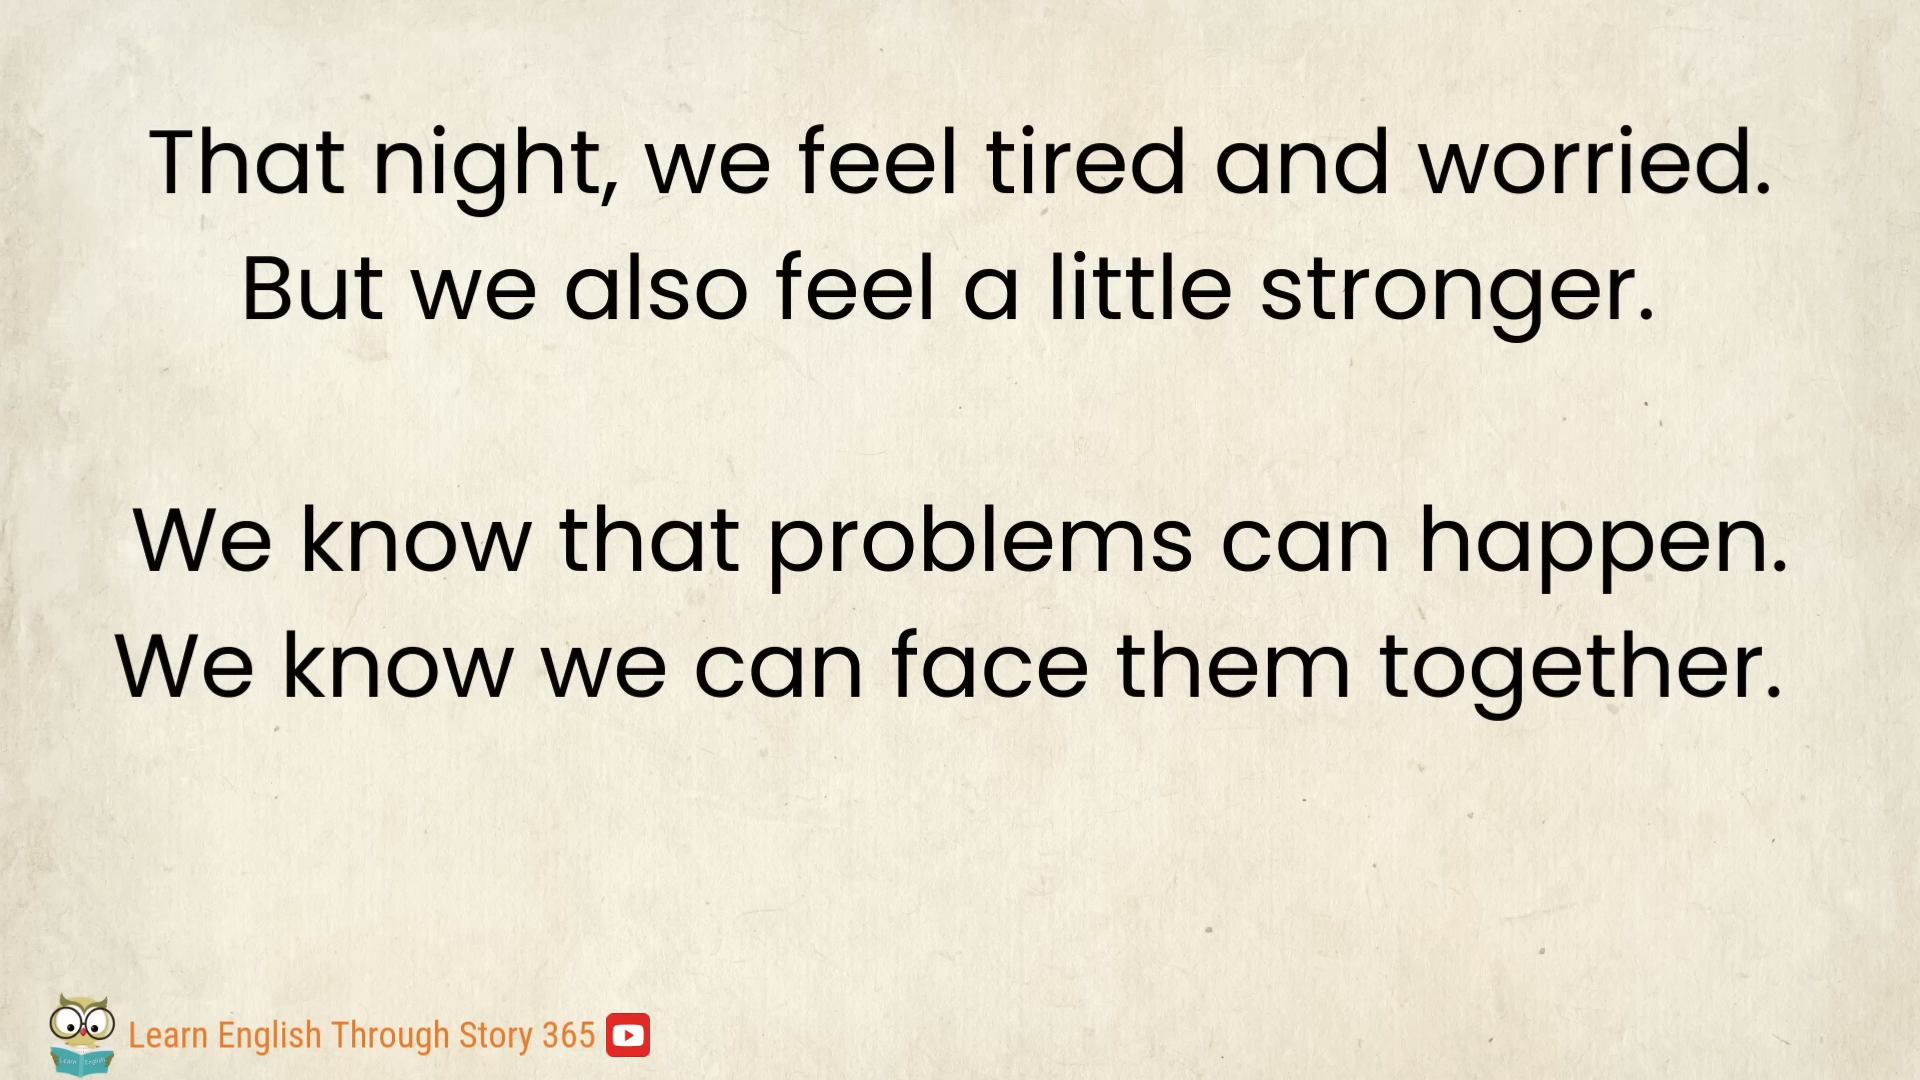 That night, we feel tired and worried.
But we also feel a little stronger.
We know that problems can happen.
We know we can face them together.
Learn English Through Story 365